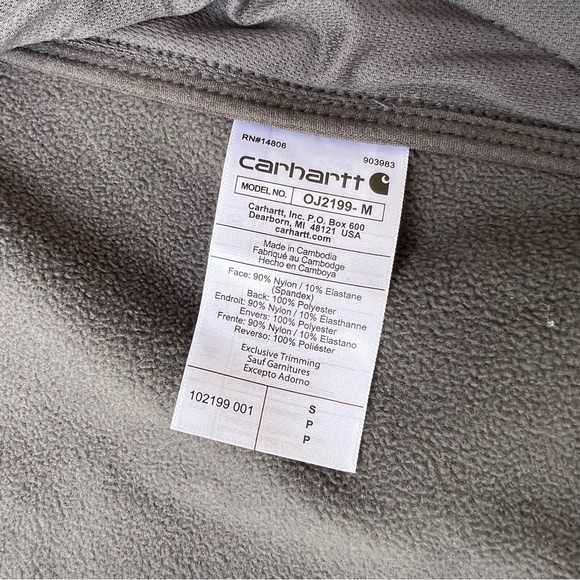 RN#14806 903983
carhartt
MODEL NO. OJ2199- M
Carhartt, Inc. P.O. Box 600
Dearborn, MI 48121 USA
carhartt.com
Made in Cambodia
Fabriqué au Cambodge
Hecho en Camboya
Face: 90% Nylon / 10% Elastane
(Spandex)
Back: 100% Polyester
Endroit: 90% Nylon / 10% Élasthanne
Envers: 100% Polyester
Frente: 90% Nylon / 10% Elastano
Reverso: 100% Poliéster
Exclusive Trimming
Sauf Garnitures
Excepto Adorno
102199 001
S
P
P